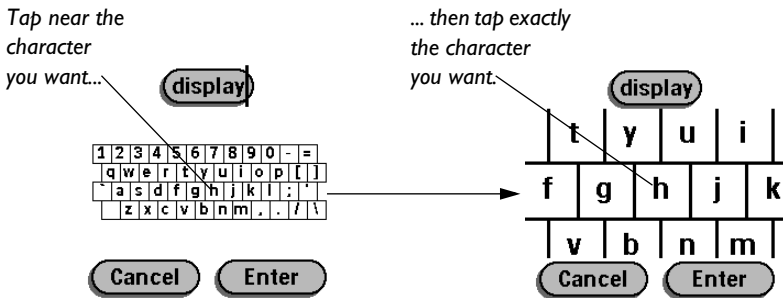 Tap near the
character
you want...
display
1 2 3 4 5 6 7 8 9 0 - =
q w e r t y u i o p [ ]
` a s d f g h j k l ; '
z x c v b n m , . / \
Cancel Enter
... then tap exactly
the character
you want.
display
t y u i
f g h j k
v b n m
Cancel Enter